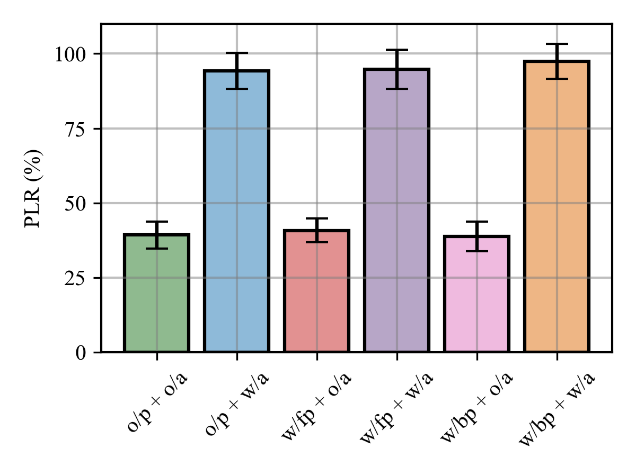 PLR (%)
100
75
50
25
0
o/p + o/a
o/p + w/a
w/fp + o/a
w/fp + w/a
w/bp + o/a
w/bp + w/a